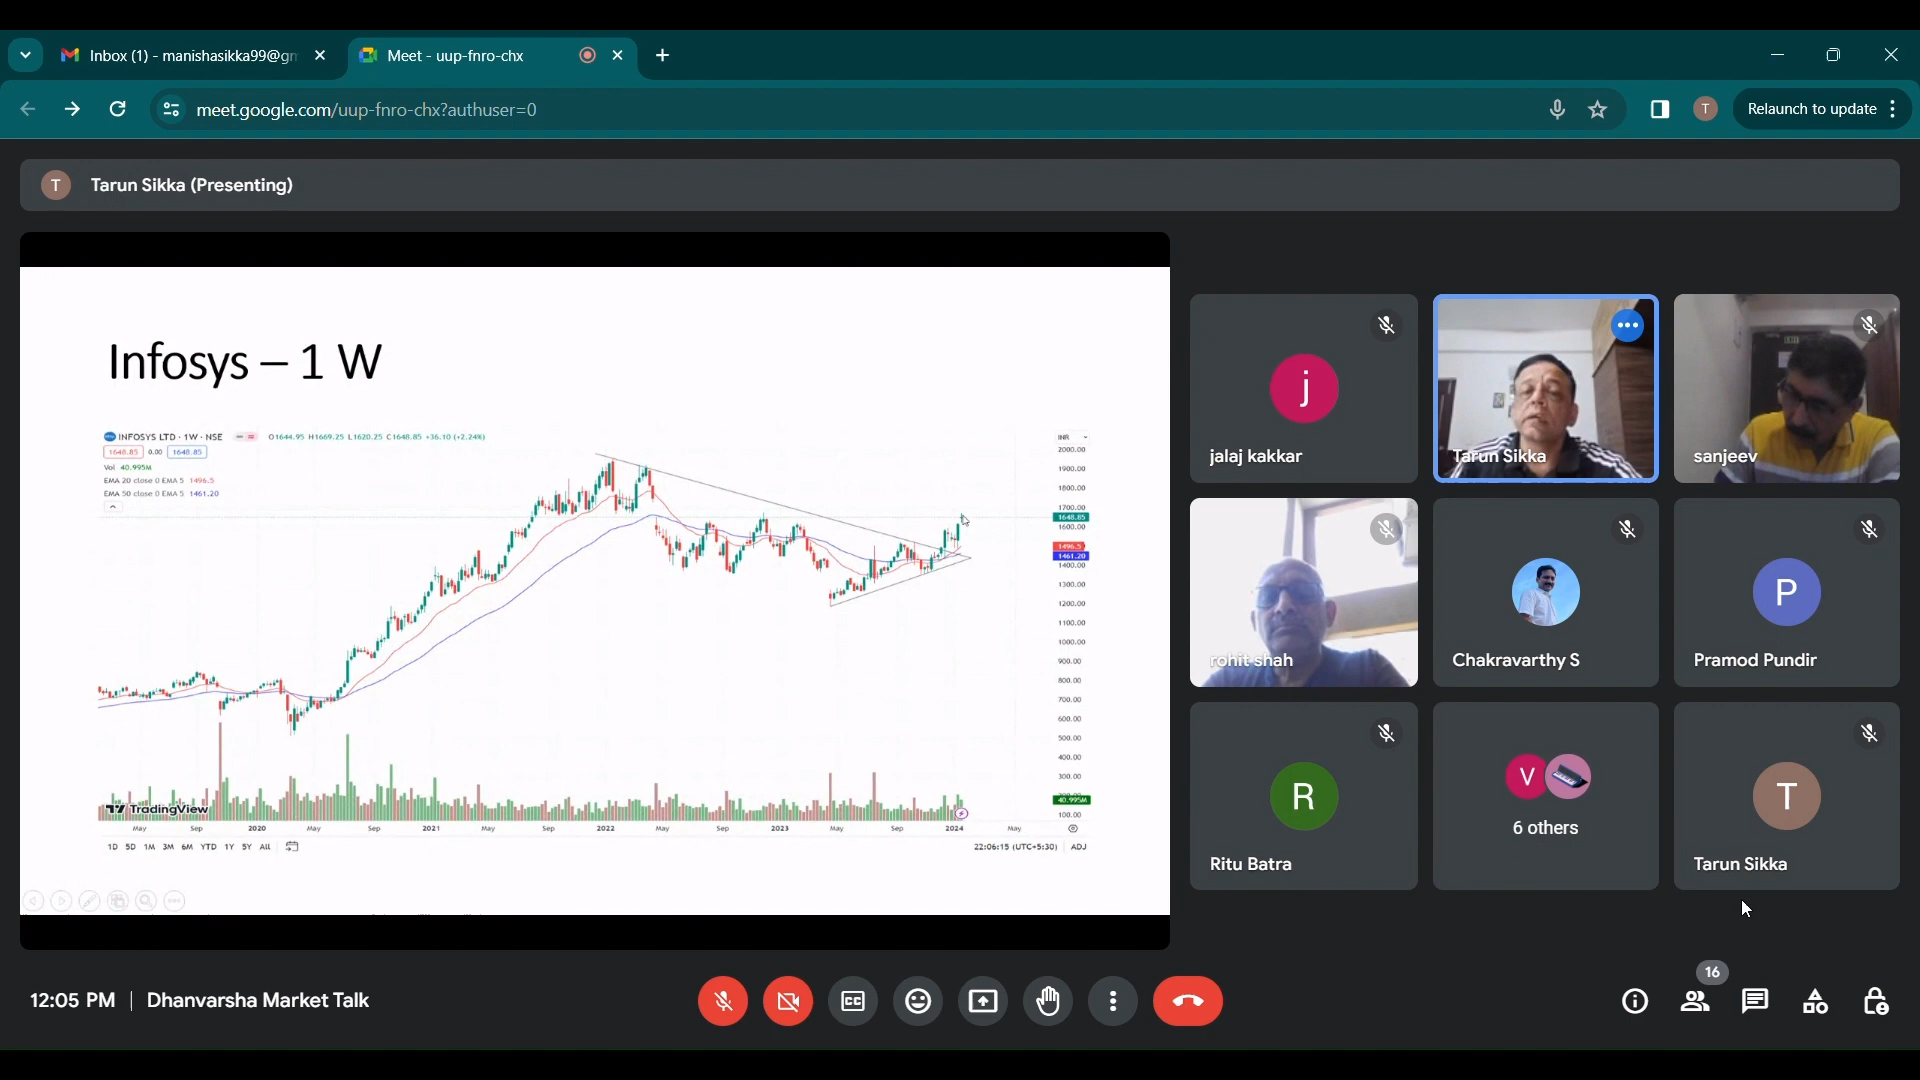 Inbox (1) - manishasikka99@gm
Meet - uup-fnro-chx
meet.google.com/uup-fnro-chx?authuser=0
T
Relaunch to update
T
Tarun Sikka (Presenting)
Infosys – 1 W
INFOSYS LTD · 1W · NSE
O1644.95 H1669.25 L1620.25 C1648.85 +36.10 (+2.24%)
INR
1648.85 0.00 1648.85
Vol 40.995M
EMA 20 close 0 EMA 5 1496.5
EMA 50 close 0 EMA 5 1461.20
2000.00
1900.00
1800.00
1700.00
1648.85
1600.00
1496.5
1461.20
1400.00
1300.00
1200.00
1100.00
1000.00
900.00
800.00
700.00
600.00
500.00
400.00
300.00
40.995M
100.00
TradingView
May Sep 2020 May Sep 2021 May Sep 2022 May Sep 2023 May Sep 2024 May
1D 5D 1M 3M 6M YTD 1Y 5Y All
22:06:15 (UTC+5:30) ADJ
j
jalaj kakkar
Tarun Sikka
sanjeev
rohit shah
Chakravarthy S
P
Pramod Pundir
R
Ritu Batra
V
6 others
T
Tarun Sikka
12:05 PM | Dhanvarsha Market Talk
CC
16